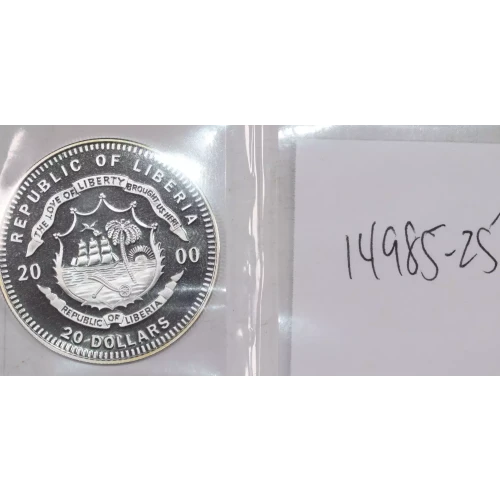 REPUBLIC OF LIBERIA
THE LOVE OF LIBERTY BROUGHT US HERE
20 00
REPUBLIC OF LIBERIA
20 DOLLARS
14985-25